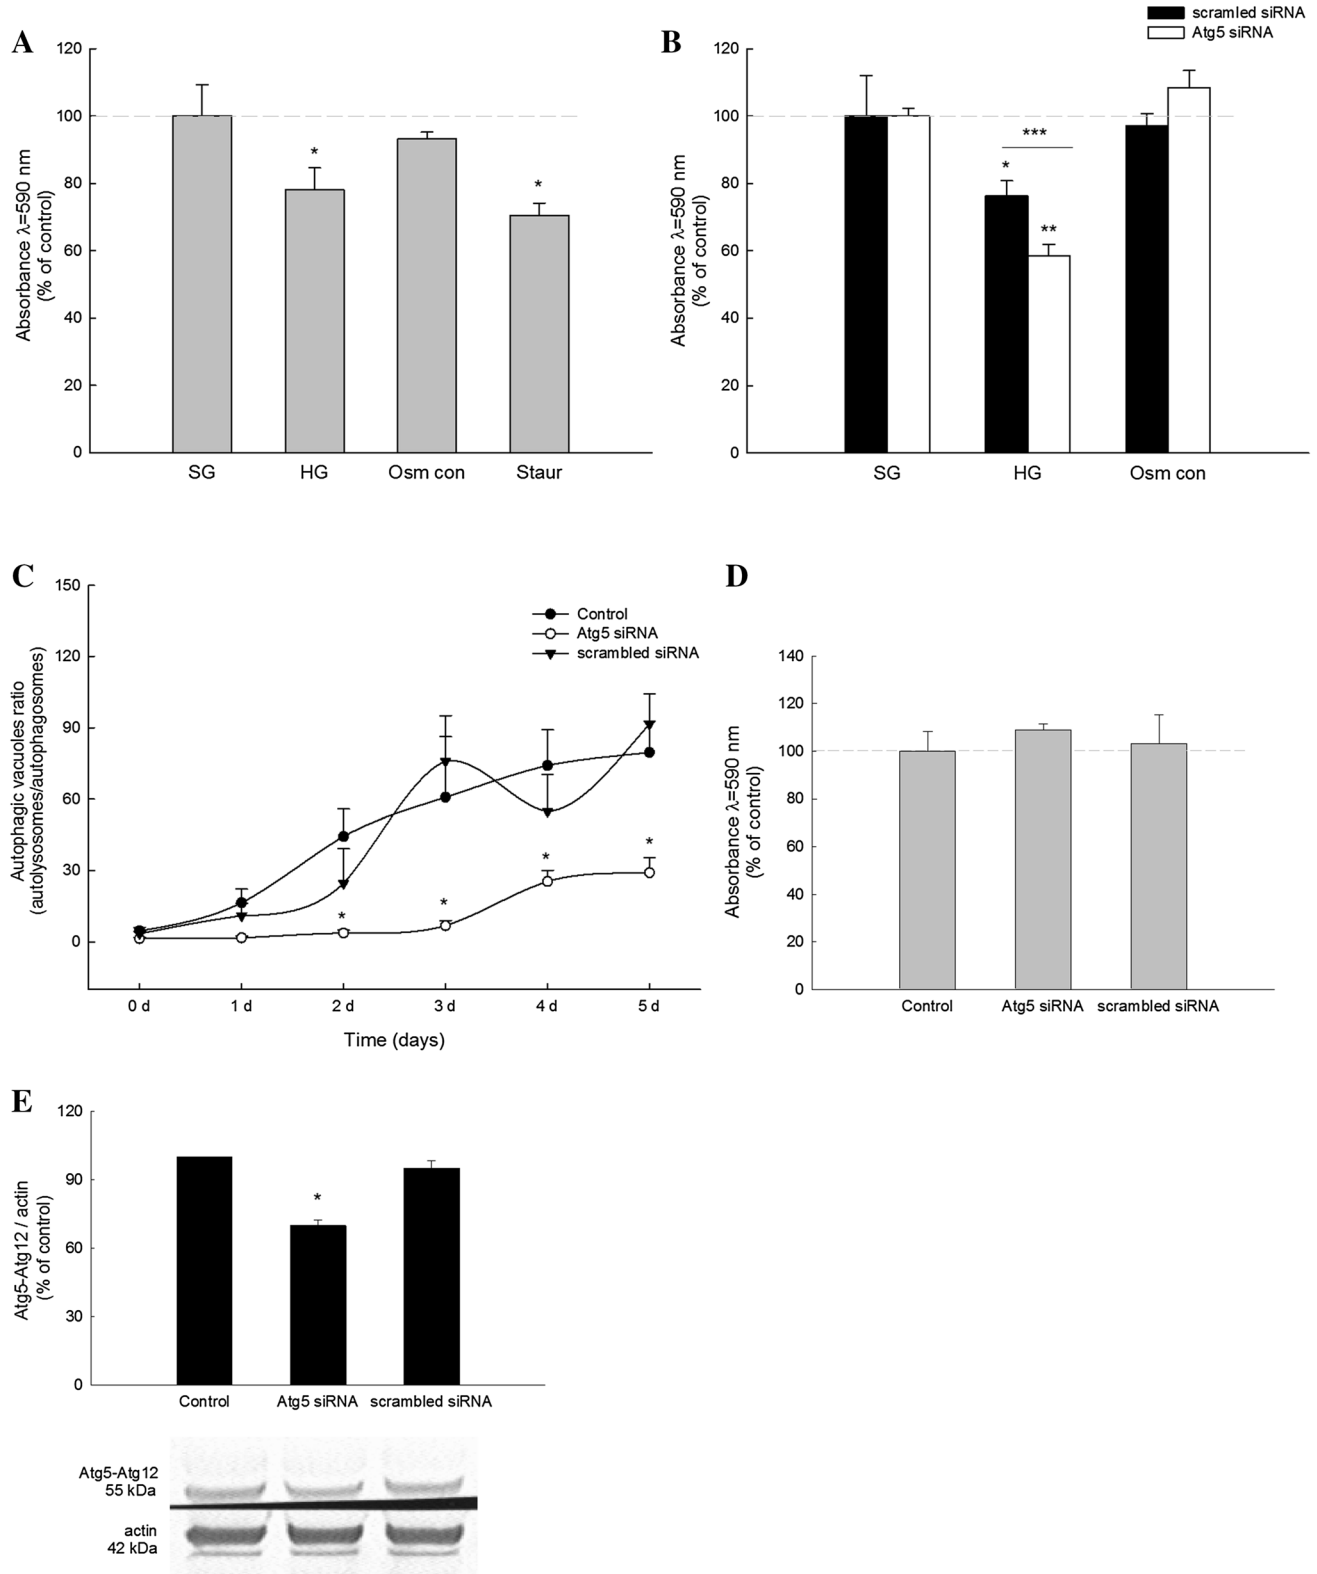 A
120
100
80
60
40
20
0
Absorbance λ=590 nm
(% of control)
*
*
SG
HG
Osm con
Staur
B
scramled siRNA
Atg5 siRNA
120
100
80
60
40
20
0
Absorbance λ=590 nm
(% of control)
***
*
**
SG
HG
Osm con
C
150
120
90
60
30
0
Autophagic vacuoles ratio
(autolysosomes/autophagosomes)
Control
Atg5 siRNA
scrambled siRNA
*
*
*
*
0 d
1 d
2 d
3 d
4 d
5 d
Time (days)
D
140
120
100
80
60
40
20
0
Absorbance λ=590 nm
(% of control)
Control
Atg5 siRNA
scrambled siRNA
E
120
90
60
30
0
Atg5-Atg12 / actin
(% of control)
*
Control
Atg5 siRNA
scrambled siRNA
Atg5-Atg12
55 kDa
actin
42 kDa